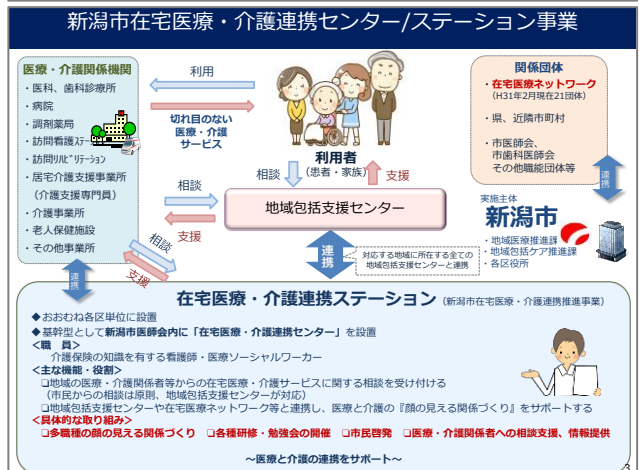 新潟市在宅医療・介護連携センター/ステーション事業
医療・介護関係機関
・医科、歯科診療所
・病院
・調剤薬局
・訪問看護ステー
・訪問リハビリテーション
・居宅介護支援事業所
（介護支援専門員）
・介護事業所
・老人保健施設
・その他事業所
利用
切れ目のない
医療・介護
サービス
利用者
（患者・家族）
関係団体
・在宅医療ネットワーク
（H31年2月現在21団体）
・県、近隣市町村
・市医師会、
市歯科医師会
その他職能団体等
連携
相談
支援
相談
支援
地域包括支援センター
実施主体
新潟市
・地域医療推進課
・地域包括ケア推進課
・各区役所
相談
支援
連携
連携
対応する地域に所在する全ての
地域包括支援センターと連携
在宅医療・介護連携ステーション（新潟市在宅医療・介護連携推進事業）
◆おおむね各区単位に設置
◆基幹型として新潟市医師会内に「在宅医療・介護連携センター」を設置
＜職　員＞
介護保険の知識を有する看護師・医療ソーシャルワーカー
＜主な機能・役割＞
□地域の医療・介護関係者等からの在宅医療・介護サービスに関する相談を受け付ける
（市民からの相談は原則、地域包括支援センターが対応）
□地域包括支援センターや在宅医療ネットワーク等と連携し、医療と介護の『顔の見える関係づくり』をサポートする
＜具体的な取り組み＞
□多職種の顔の見える関係づくり　□各種研修・勉強会の開催　□市民啓発　□医療・介護関係者への相談支援、情報提供
～医療と介護の連携をサポート～
3